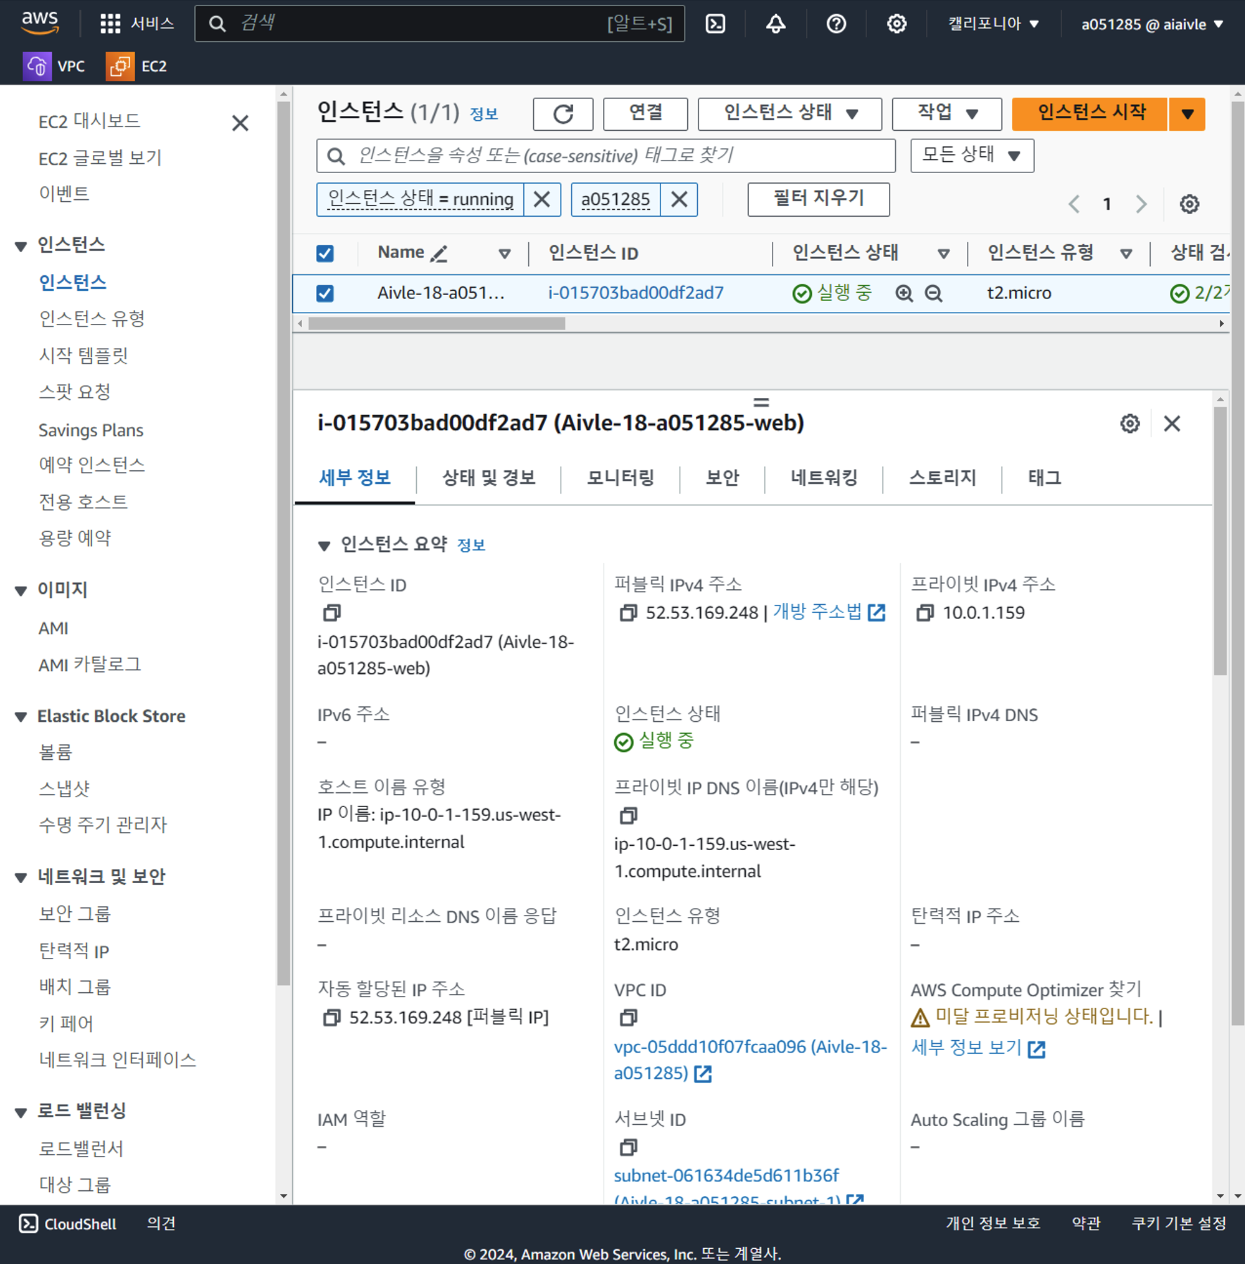 aws
서비스
검색
[알트+S]
캘리포니아
a051285 @ aiaivle
VPC
EC2
EC2 대시보드
EC2 글로벌 보기
이벤트
인스턴스
인스턴스
인스턴스 유형
시작 템플릿
스팟 요청
Savings Plans
예약 인스턴스
전용 호스트
용량 예약
이미지
AMI
AMI 카탈로그
Elastic Block Store
볼륨
스냅샷
수명 주기 관리자
네트워크 및 보안
보안 그룹
탄력적 IP
배치 그룹
키 페어
네트워크 인터페이스
로드 밸런싱
로드밸런서
대상 그룹
인스턴스 (1/1) 정보
연결
인스턴스 상태
작업
인스턴스 시작
인스턴스을 속성 또는 (case-sensitive) 태그로 찾기
모든 상태
인스턴스 상태 = running
a051285
필터 지우기
1
Name
인스턴스 ID
인스턴스 상태
인스턴스 유형
상태 검
Aivle-18-a051...
i-015703bad00df2ad7
실행 중
t2.micro
2/2
i-015703bad00df2ad7 (Aivle-18-a051285-web)
세부 정보
상태 및 경보
모니터링
보안
네트워킹
스토리지
태그
인스턴스 요약 정보
인스턴스 ID
i-015703bad00df2ad7 (Aivle-18-
a051285-web)
퍼블릭 IPv4 주소
52.53.169.248 | 개방 주소법
프라이빗 IPv4 주소
10.0.1.159
IPv6 주소
–
인스턴스 상태
실행 중
퍼블릭 IPv4 DNS
–
호스트 이름 유형
IP 이름: ip-10-0-1-159.us-west-
1.compute.internal
프라이빗 IP DNS 이름(IPv4만 해당)
ip-10-0-1-159.us-west-
1.compute.internal
프라이빗 리소스 DNS 이름 응답
–
인스턴스 유형
t2.micro
탄력적 IP 주소
–
자동 할당된 IP 주소
52.53.169.248 [퍼블릭 IP]
VPC ID
vpc-05ddd10f07fcaa096 (Aivle-18-
a051285)
AWS Compute Optimizer 찾기
미달 프로비저닝 상태입니다. |
세부 정보 보기
IAM 역할
–
서브넷 ID
subnet-061634de5d611b36f
(Aivle-18-a051285-subnet-1)
Auto Scaling 그룹 이름
–
CloudShell
의견
개인 정보 보호
약관
쿠키 기본 설정
© 2024, Amazon Web Services, Inc. 또는 계열사.